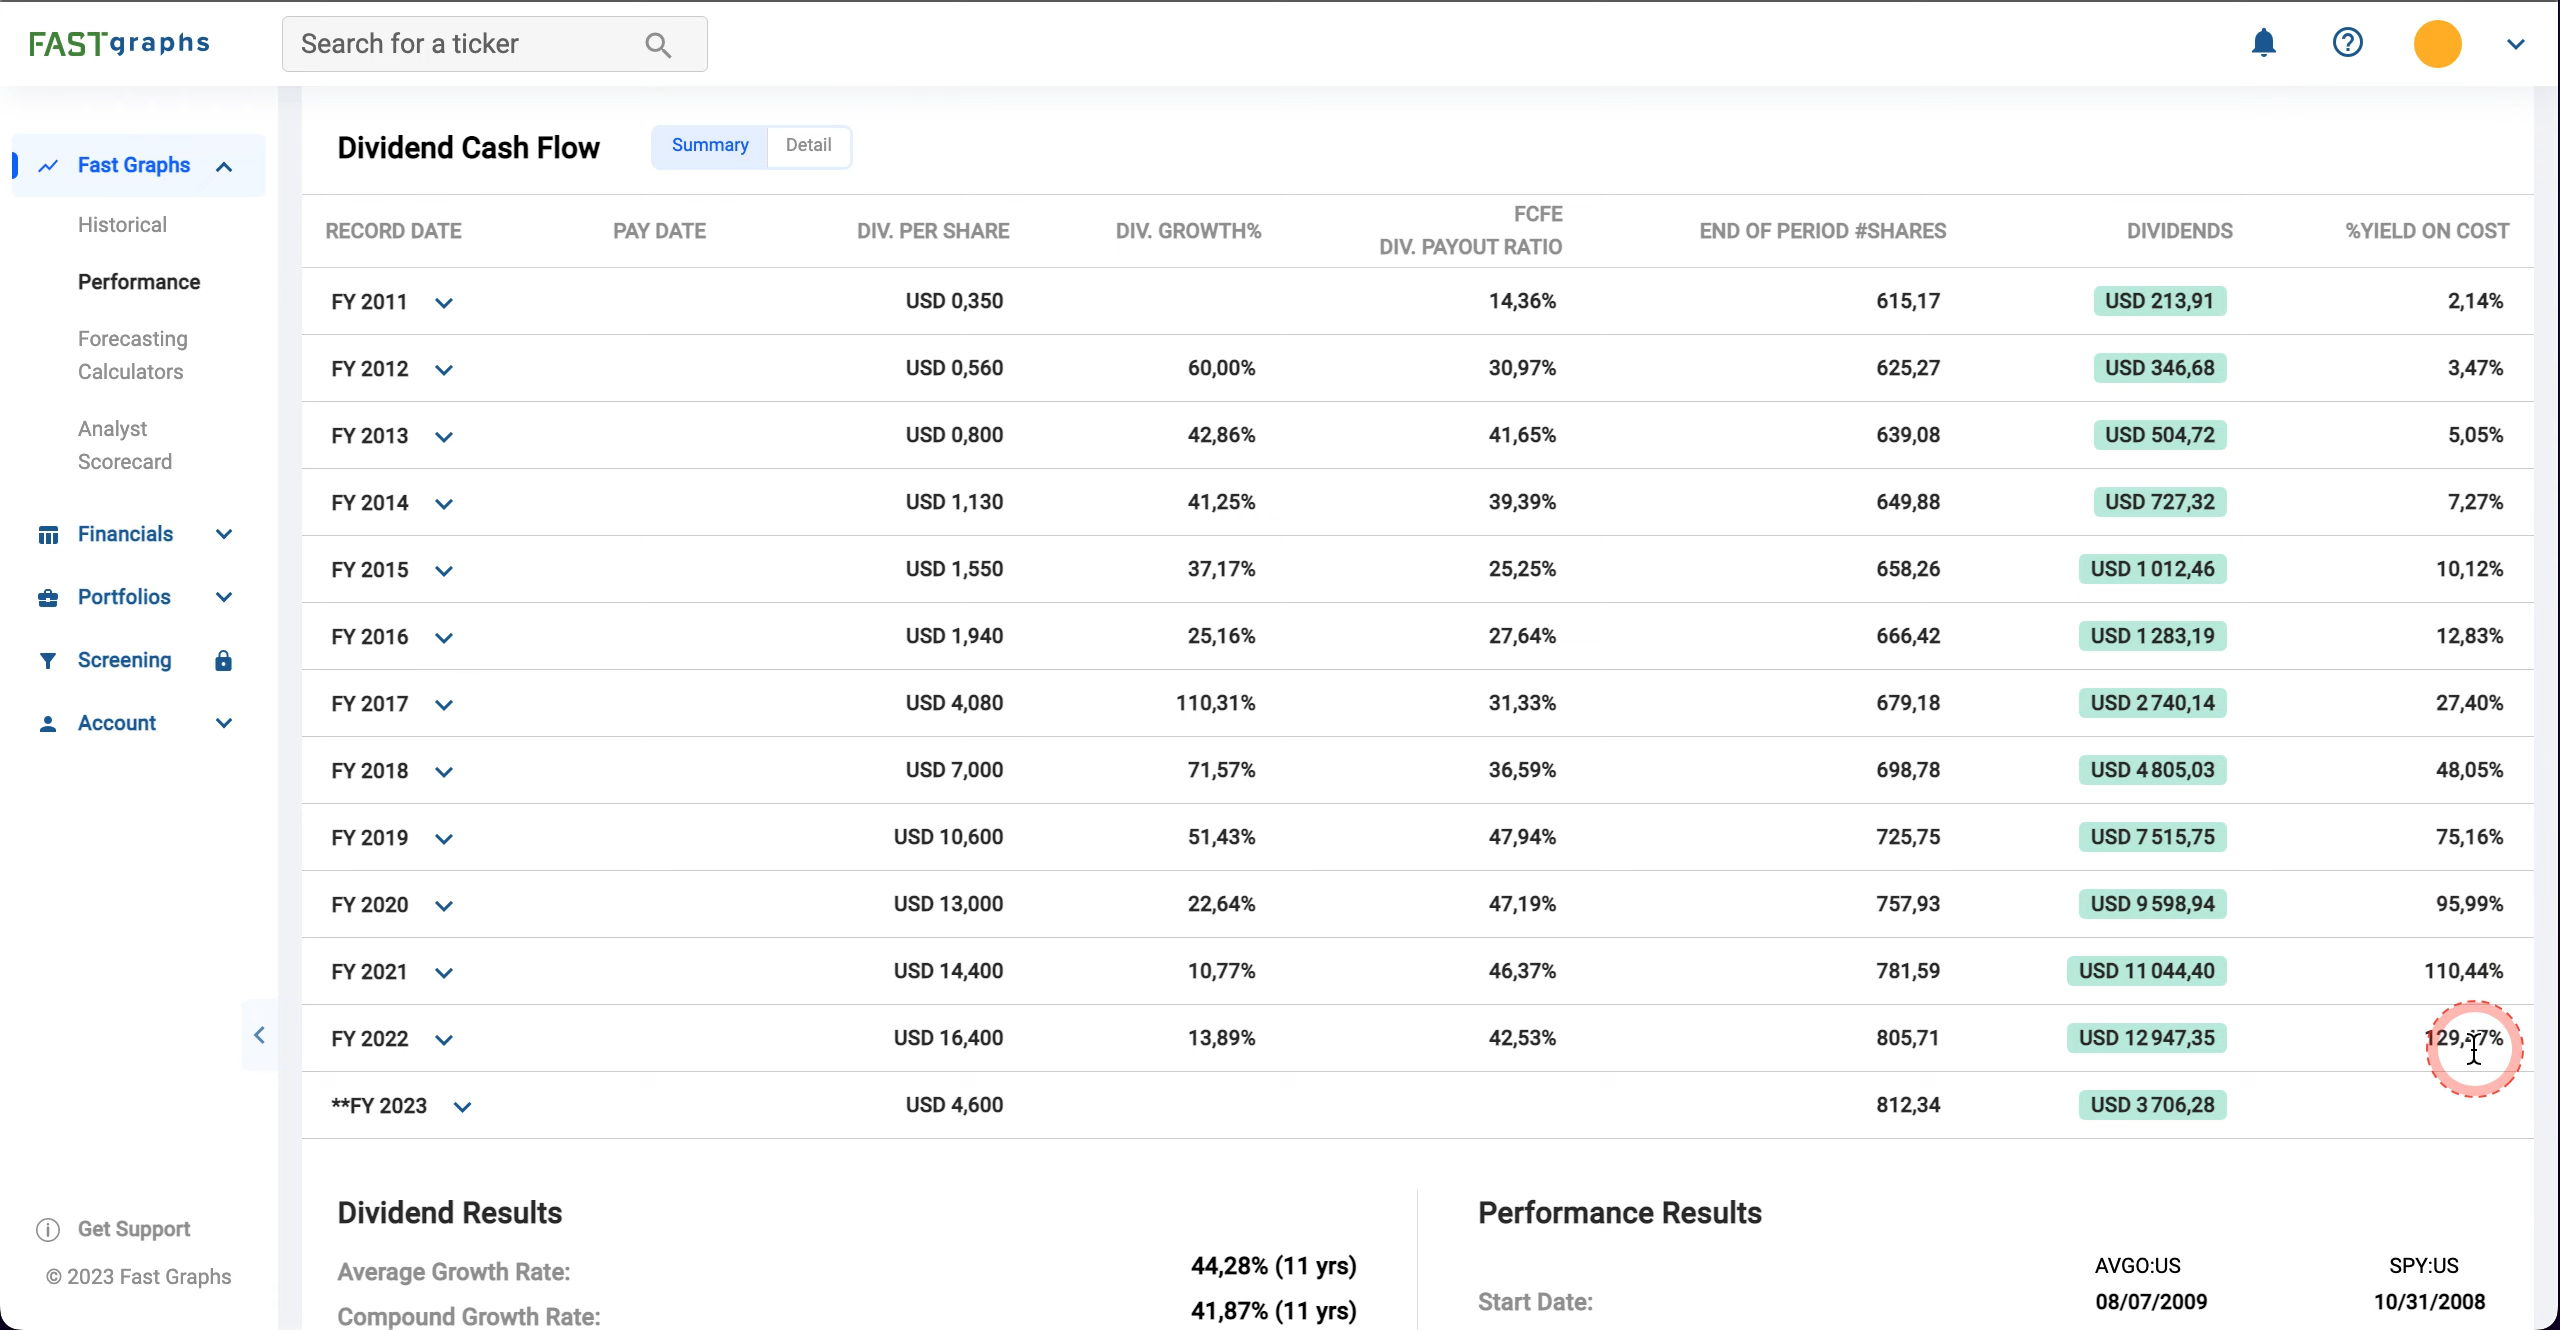 FASTgraphs
Search for a ticker
Fast Graphs
Historical
Performance
Forecasting
Calculators
Analyst
Scorecard
Financials
Portfolios
Screening
Account
Get Support
© 2023 Fast Graphs
Dividend Cash Flow Summary Detail
RECORD DATE PAY DATE DIV. PER SHARE DIV. GROWTH% FCFE DIV. PAYOUT RATIO END OF PERIOD #SHARES DIVIDENDS %YIELD ON COST
FY 2011 USD 0,350 14,36% 615,17 USD 213,91 2,14%
FY 2012 USD 0,560 60,00% 30,97% 625,27 USD 346,68 3,47%
FY 2013 USD 0,800 42,86% 41,65% 639,08 USD 504,72 5,05%
FY 2014 USD 1,130 41,25% 39,39% 649,88 USD 727,32 7,27%
FY 2015 USD 1,550 37,17% 25,25% 658,26 USD 1 012,46 10,12%
FY 2016 USD 1,940 25,16% 27,64% 666,42 USD 1 283,19 12,83%
FY 2017 USD 4,080 110,31% 31,33% 679,18 USD 2 740,14 27,40%
FY 2018 USD 7,000 71,57% 36,59% 698,78 USD 4 805,03 48,05%
FY 2019 USD 10,600 51,43% 47,94% 725,75 USD 7 515,75 75,16%
FY 2020 USD 13,000 22,64% 47,19% 757,93 USD 9 598,94 95,99%
FY 2021 USD 14,400 10,77% 46,37% 781,59 USD 11 044,40 110,44%
FY 2022 USD 16,400 13,89% 42,53% 805,71 USD 12 947,35
**FY 2023 USD 4,600 812,34 USD 3 706,28
Dividend Results
Average Growth Rate: 44,28% (11 yrs)
Compound Growth Rate: 41,87% (11 yrs)
Performance Results
AVGO:US SPY:US
Start Date: 08/07/2009 10/31/2008